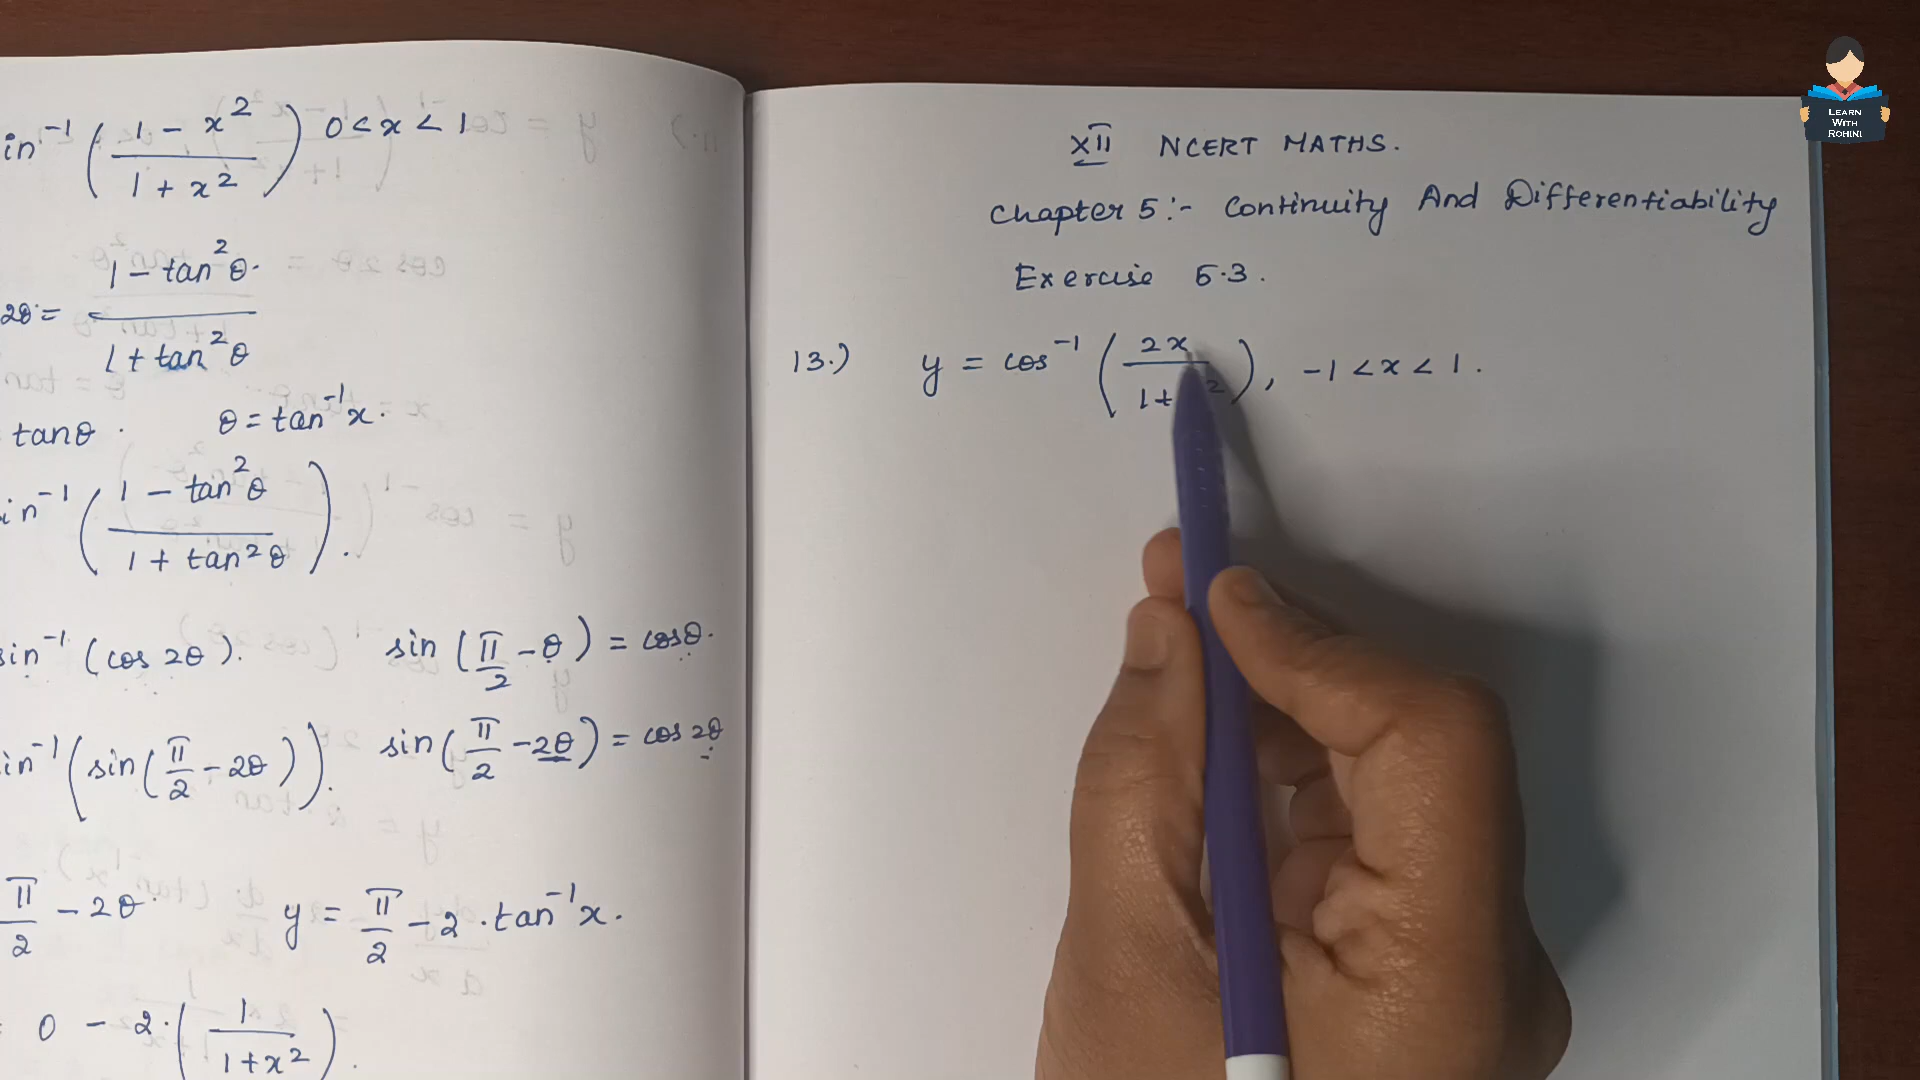 in⁻¹ (1 - x² / 1 + x²) 0 < x < 1
2θ = 1 - tan²θ / 1 + tan²θ
tanθ. θ = tan⁻¹x.
in⁻¹ (1 - tan²θ / 1 + tan²θ).
sin⁻¹ (cos 2θ). sin (π/2 - θ) = cosθ.
in⁻¹ (sin (π/2 - 2θ)). sin (π/2 - 2θ) = cos 2θ
π/2 - 2θ y = π/2 - 2.tan⁻¹x.
0 - 2.(1 / 1 + x²).
XII NCERT MATHS.
Chapter 5:- Continuity And Differentiability
Exercise 5.3.
13.) y = cos⁻¹ (2x / 1+ ²), -1 < x < 1.
LEARN
WITH
ROHINI